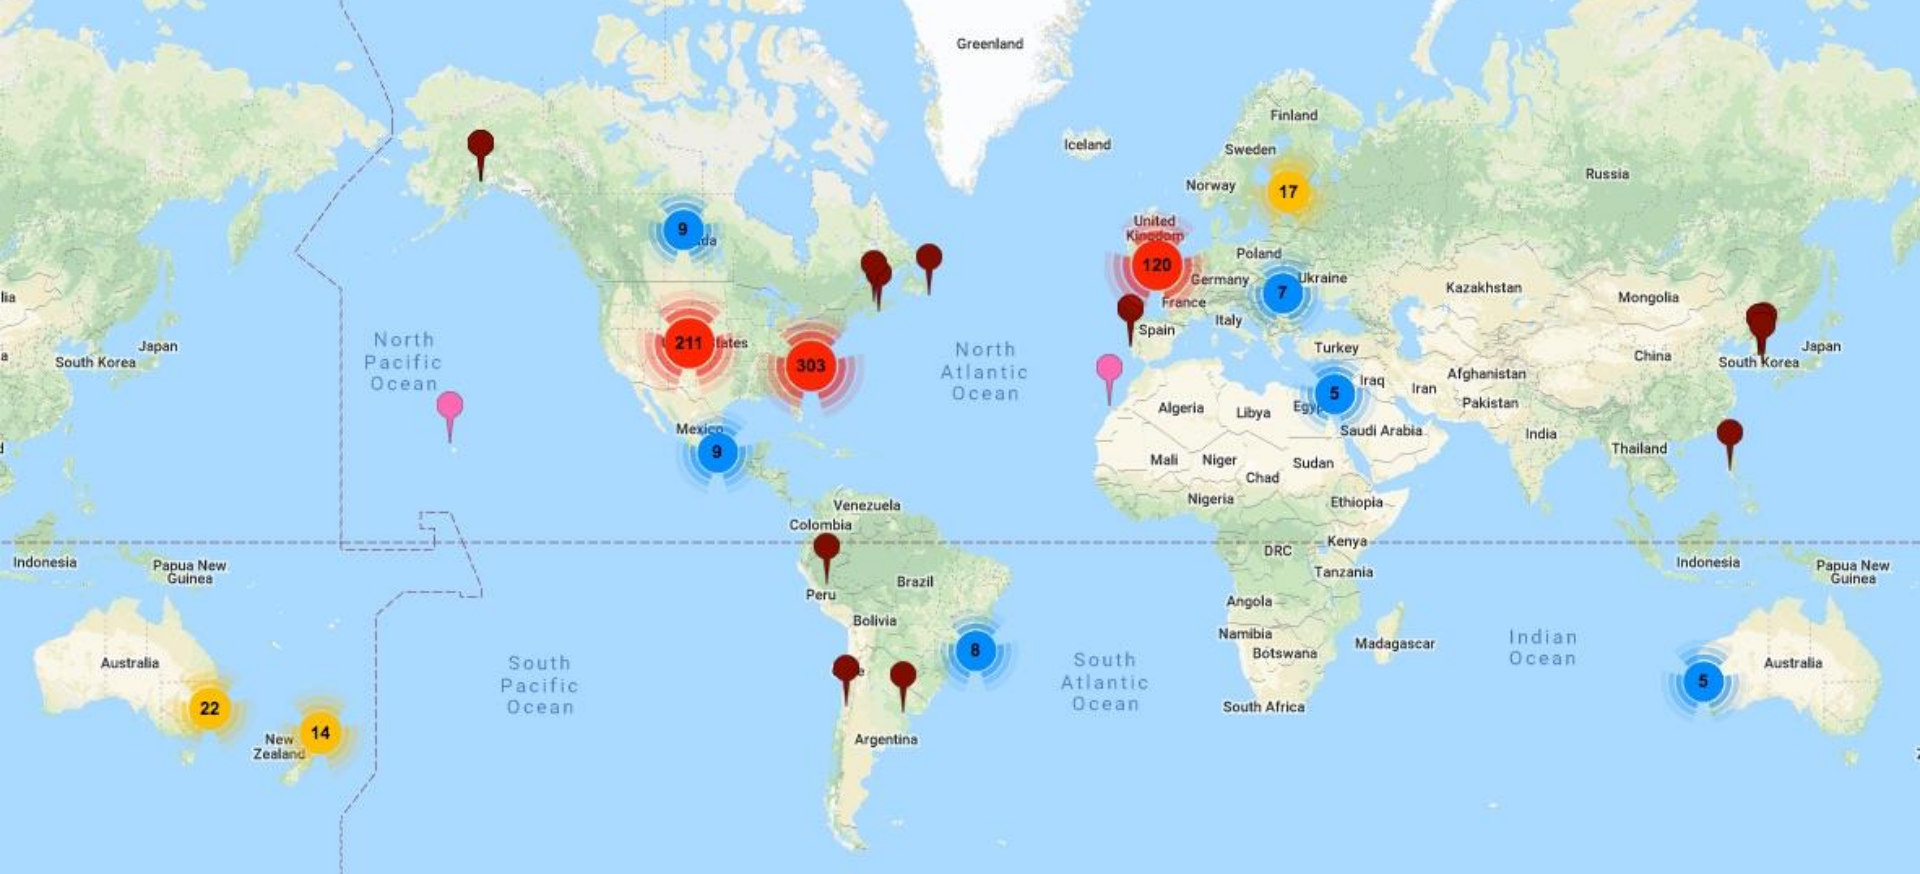 Greenland
Finland
Iceland
Sweden
Russia
17
Norway
United
Kingdom
9
da
Poland
120
Germany
Ukraine
7
Kazakhstan
Mongolia
lia
France
Italy
Spain
North
Pacific
Ocean
Japan
South Korea
a
211
tates
303
North
Atlantic
Ocean
Turkey
China
Japan
South Korea
Afghanistan
Iraq
Iran
5
Pakistan
Algeria
Libya
Egyp
Saudi Arabia
India
Thailand
d
Mexico
9
Mali
Niger
Chad
Sudan
Nigeria
Ethiopia
Venezuela
Colombia
Kenya
DRC
Indonesia
Papua New
Guinea
Brazil
Peru
Tanzania
Indonesia
Papua New
Guinea
Angola
Bolivia
Namibia
Botswana
Madagascar
Indian
Ocean
8
Australia
South
Pacific
Ocean
e
South
Atlantic
Ocean
5
Australia
22
South Africa
14
New
Zealand
Argentina
Z